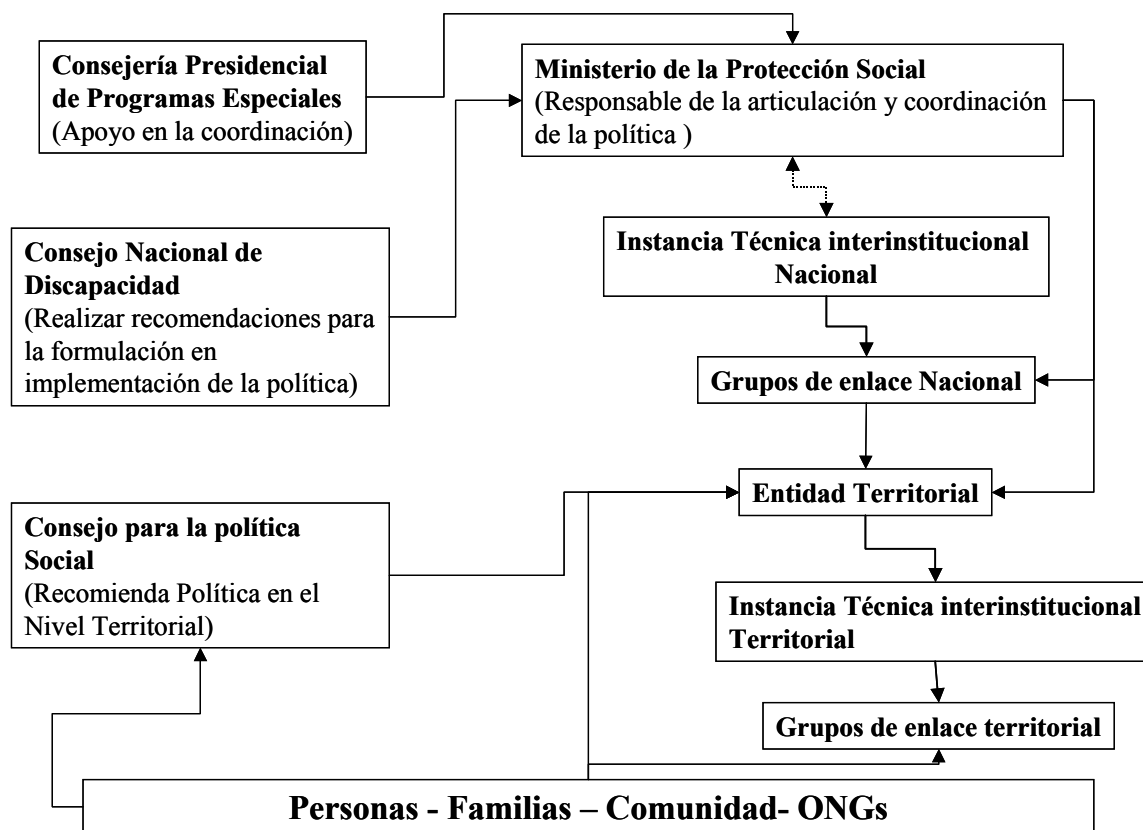 Consejería Presidencial
de Programas Especiales
(Apoyo en la coordinación)
Ministerio de la Protección Social
(Responsable de la articulación y coordinación
de la política )
Consejo Nacional de
Discapacidad
(Realizar recomendaciones para
la formulación en
implementación de la política)
Instancia Técnica interinstitucional
Nacional
Grupos de enlace Nacional
Entidad Territorial
Consejo para la política
Social
(Recomienda Política en el
Nivel Territorial)
Instancia Técnica interinstitucional
Territorial
Grupos de enlace territorial
Personas - Familias – Comunidad- ONGs